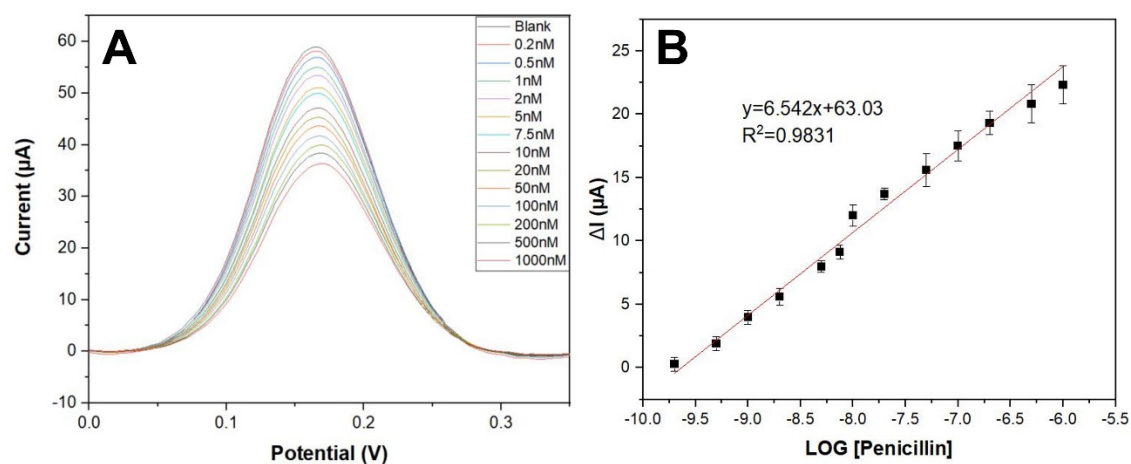 A
Blank
0.2nM
0.5nM
1nM
2nM
5nM
7.5nM
10nM
20nM
50nM
100nM
200nM
500nM
1000nM
60
50
40
30
20
10
0
-10
Current (µA)
0.0
0.1
0.2
0.3
Potential (V)
B
y=6.542x+63.03
R²=0.9831
25
20
15
10
5
0
ΔI (µA)
-10.0
-9.5
-9.0
-8.5
-8.0
-7.5
-7.0
-6.5
-6.0
-5.5
LOG [Penicillin]